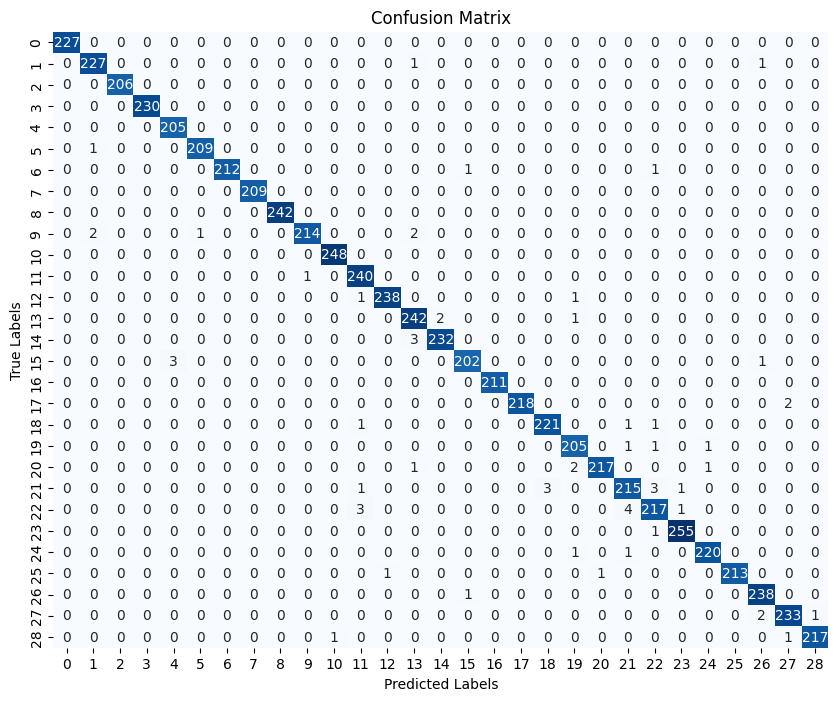 Confusion Matrix
0 227 0 0 0 0 0 0 0 0 0 0 0 0 0 0 0 0 0 0 0 0 0 0 0 0 0 0 0 0
1 0 227 0 0 0 0 0 0 0 0 0 0 0 1 0 0 0 0 0 0 0 0 0 0 0 0 1 0 0
2 0 0 206 0 0 0 0 0 0 0 0 0 0 0 0 0 0 0 0 0 0 0 0 0 0 0 0 0 0
3 0 0 0 230 0 0 0 0 0 0 0 0 0 0 0 0 0 0 0 0 0 0 0 0 0 0 0 0 0
4 0 0 0 0 205 0 0 0 0 0 0 0 0 0 0 0 0 0 0 0 0 0 0 0 0 0 0 0 0
5 0 1 0 0 0 209 0 0 0 0 0 0 0 0 0 0 0 0 0 0 0 0 0 0 0 0 0 0 0
6 0 0 0 0 0 0 212 0 0 0 0 0 0 0 0 1 0 0 0 0 0 0 1 0 0 0 0 0 0
7 0 0 0 0 0 0 0 209 0 0 0 0 0 0 0 0 0 0 0 0 0 0 0 0 0 0 0 0 0
8 0 0 0 0 0 0 0 0 242 0 0 0 0 0 0 0 0 0 0 0 0 0 0 0 0 0 0 0 0
9 0 2 0 0 0 1 0 0 0 214 0 0 0 2 0 0 0 0 0 0 0 0 0 0 0 0 0 0 0
10 0 0 0 0 0 0 0 0 0 0 248 0 0 0 0 0 0 0 0 0 0 0 0 0 0 0 0 0 0
11 0 0 0 0 0 0 0 0 0 1 0 240 0 0 0 0 0 0 0 0 0 0 0 0 0 0 0 0 0
12 0 0 0 0 0 0 0 0 0 0 0 1 238 0 0 0 0 0 0 1 0 0 0 0 0 0 0 0 0
13 0 0 0 0 0 0 0 0 0 0 0 0 0 242 2 0 0 0 0 1 0 0 0 0 0 0 0 0 0
14 0 0 0 0 0 0 0 0 0 0 0 0 0 3 232 0 0 0 0 0 0 0 0 0 0 0 0 0 0
15 0 0 0 0 3 0 0 0 0 0 0 0 0 0 0 202 0 0 0 0 0 0 0 0 0 0 1 0 0
16 0 0 0 0 0 0 0 0 0 0 0 0 0 0 0 0 211 0 0 0 0 0 0 0 0 0 0 0 0
17 0 0 0 0 0 0 0 0 0 0 0 0 0 0 0 0 0 218 0 0 0 0 0 0 0 0 0 2 0
18 0 0 0 0 0 0 0 0 0 0 0 1 0 0 0 0 0 0 221 0 0 1 1 0 0 0 0 0 0
19 0 0 0 0 0 0 0 0 0 0 0 0 0 0 0 0 0 0 0 205 0 1 1 0 1 0 0 0 0
20 0 0 0 0 0 0 0 0 0 0 0 0 0 1 0 0 0 0 0 2 217 0 0 0 1 0 0 0 0
21 0 0 0 0 0 0 0 0 0 0 0 1 0 0 0 0 0 0 3 0 0 215 3 1 0 0 0 0 0
22 0 0 0 0 0 0 0 0 0 0 0 3 0 0 0 0 0 0 0 0 0 4 217 1 0 0 0 0 0
23 0 0 0 0 0 0 0 0 0 0 0 0 0 0 0 0 0 0 0 0 0 0 1 255 0 0 0 0 0
24 0 0 0 0 0 0 0 0 0 0 0 0 0 0 0 0 0 0 0 1 0 1 0 0 220 0 0 0 0
25 0 0 0 0 0 0 0 0 0 0 0 0 1 0 0 0 0 0 0 0 1 0 0 0 0 213 0 0 0
26 0 0 0 0 0 0 0 0 0 0 0 0 0 0 0 1 0 0 0 0 0 0 0 0 0 0 238 0 0
27 0 0 0 0 0 0 0 0 0 0 0 0 0 0 0 0 0 0 0 0 0 0 0 0 0 0 2 233 1
28 0 0 0 0 0 0 0 0 0 0 1 0 0 0 0 0 0 0 0 0 0 0 0 0 0 0 0 1 217
0 1 2 3 4 5 6 7 8 9 10 11 12 13 14 15 16 17 18 19 20 21 22 23 24 25 26 27 28
True Labels
Predicted Labels